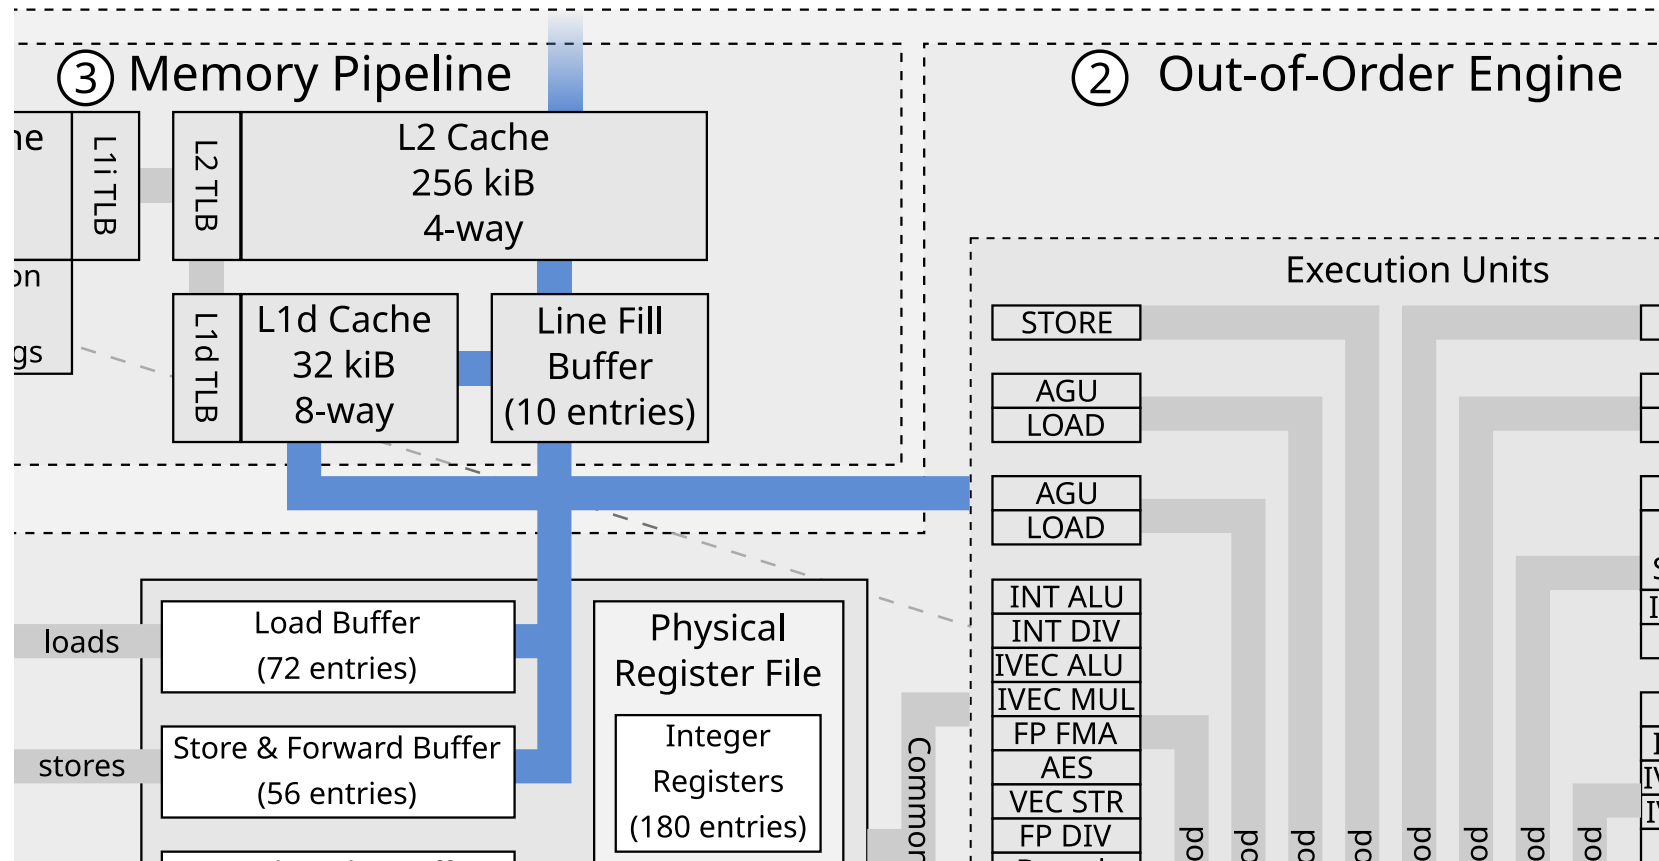 3 Memory Pipeline
L1i TLB
L2 TLB
L2 Cache
256 kiB
4-way
L1d TLB
L1d Cache
32 kiB
8-way
Line Fill
Buffer
(10 entries)
loads
Load Buffer
(72 entries)
stores
Store & Forward Buffer
(56 entries)
Physical
Register File
Integer
Registers
(180 entries)
2 Out-of-Order Engine
Execution Units
STORE
AGU
LOAD
AGU
LOAD
INT ALU
INT DIV
IVEC ALU
IVEC MUL
FP FMA
AES
VEC STR
FP DIV
Common